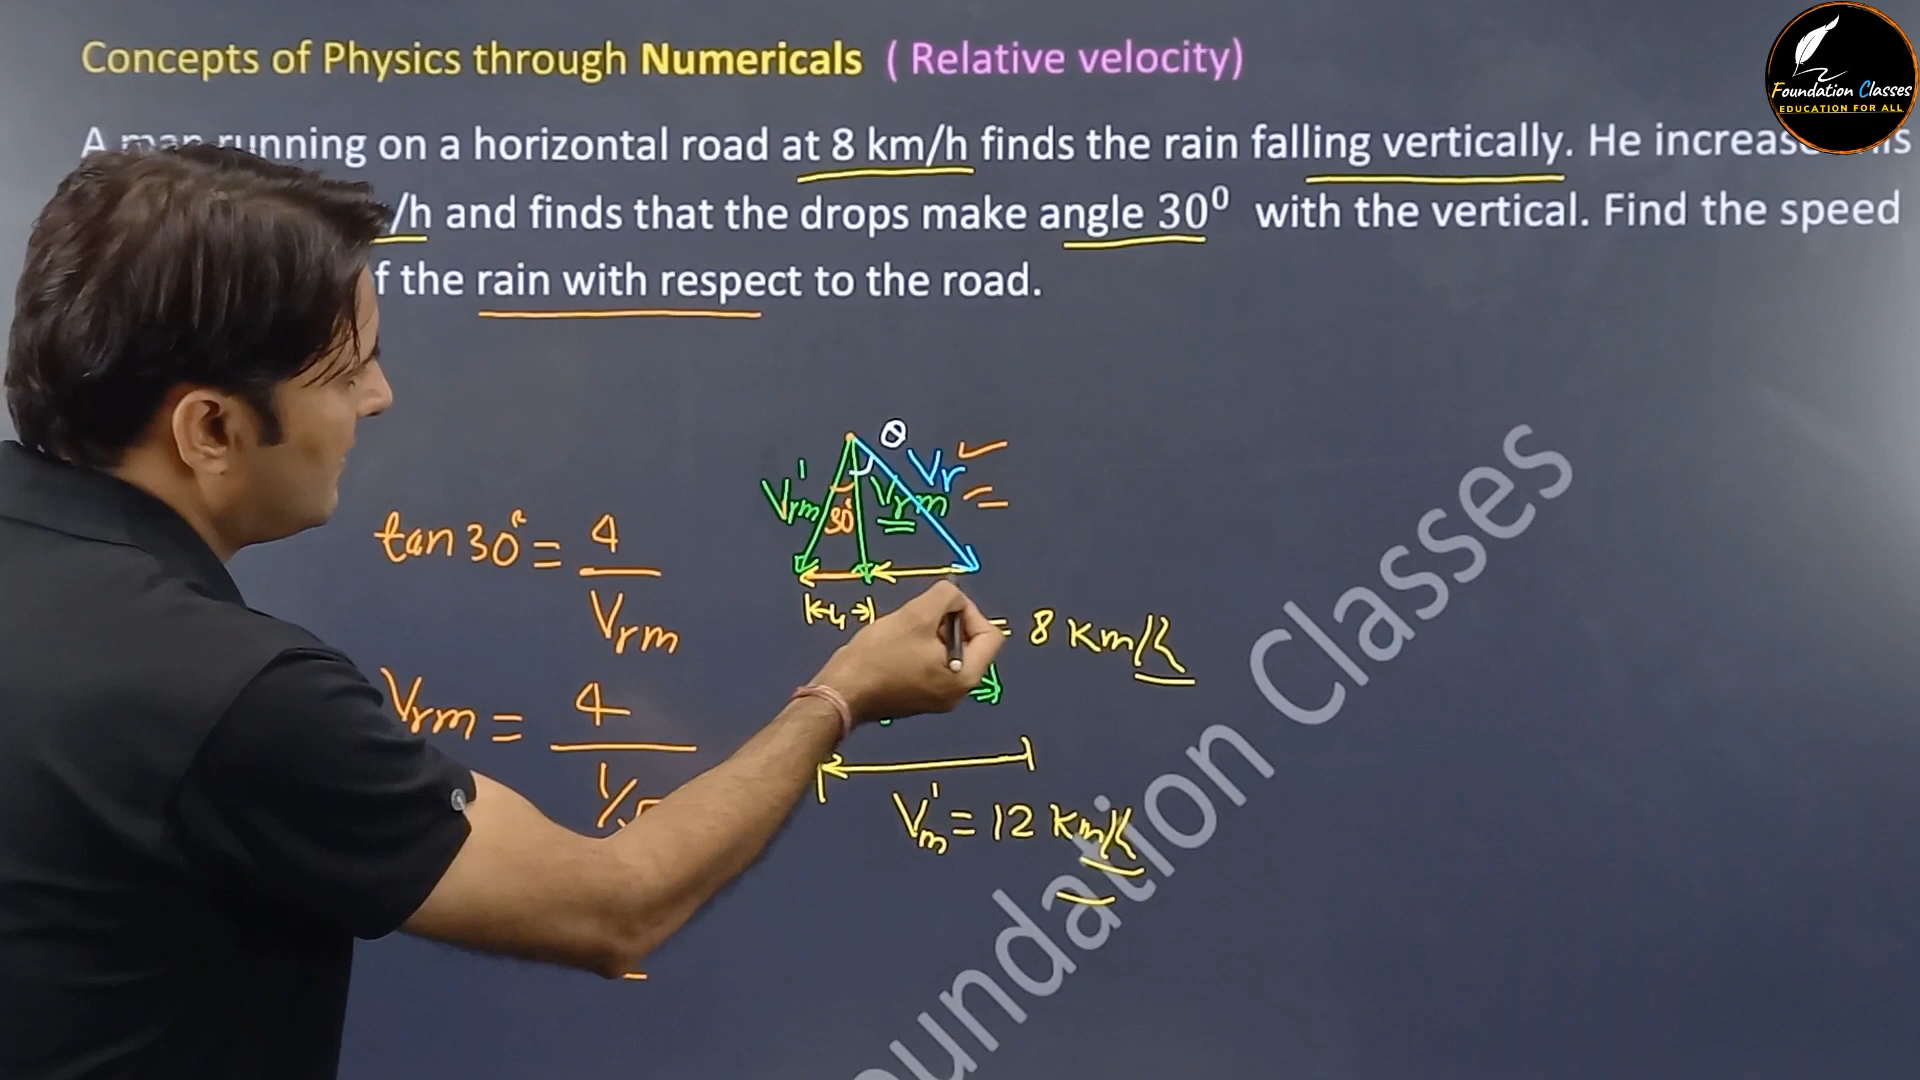 Concepts of Physics through Numericals ( Relative velocity)
Foundation Classes
EDUCATION FOR ALL
A running on a horizontal road at 8 km/h finds the rain falling vertically. He
/h and finds that the drops make angle 30⁰ with the vertical. Find the speed
f the rain with respect to the road.
θ
Vr
V'rm
30°
Vrm
tan 30° = 4 / Vrm
4
= 8 km/h
Vrm = 4 /
V'm = 12 km/h
Classes